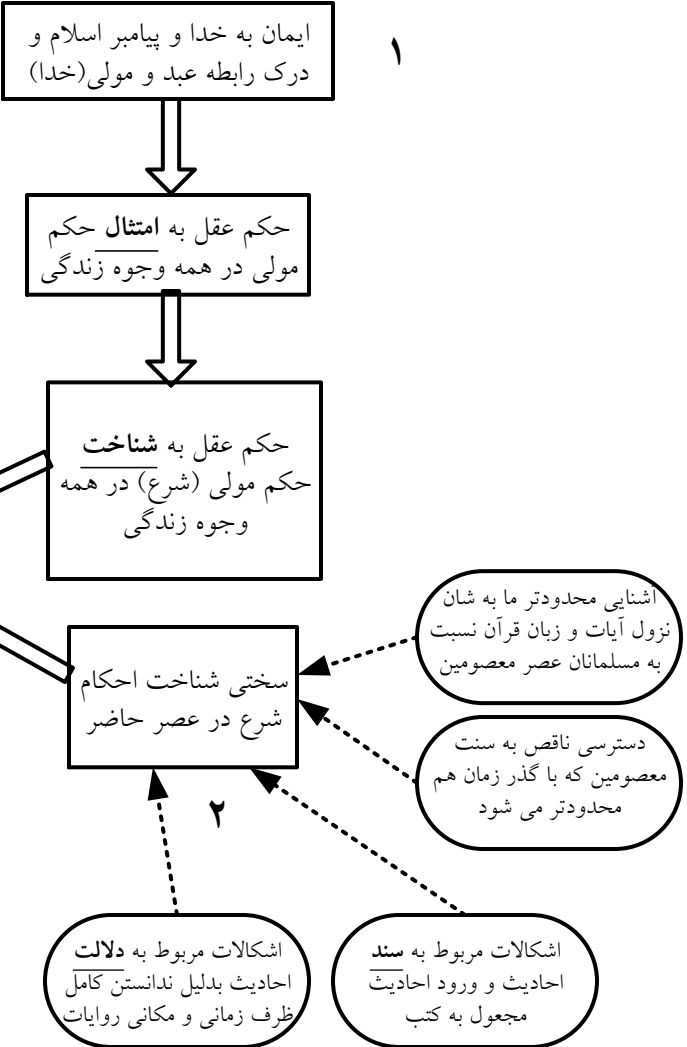 ایمان به خدا و پیامبر اسلام و
درک رابطه عبد و مولی(خدا)
۱
حکم عقل به امتثال حکم
مولی در همه وجوه زندگی
حکم عقل به شناخت
حکم مولی (شرع) در همه
وجوه زندگی
آشنایی محدودتر ما به شان
نزول آیات و زبان قرآن نسبت
به مسلمانان عصر معصومین
سختی شناخت احکام
شرع در عصر حاضر
دسترسی ناقص به سنت
معصومین که با گذر زمان هم
محدودتر می شود
۲
اشکالات مربوط به سند
احادیث و ورود احادیث
مجعول به کتب
اشکالات مربوط به دلالت
احادیث بدلیل ندانستن کامل
ظرف زمانی و مکانی روایات